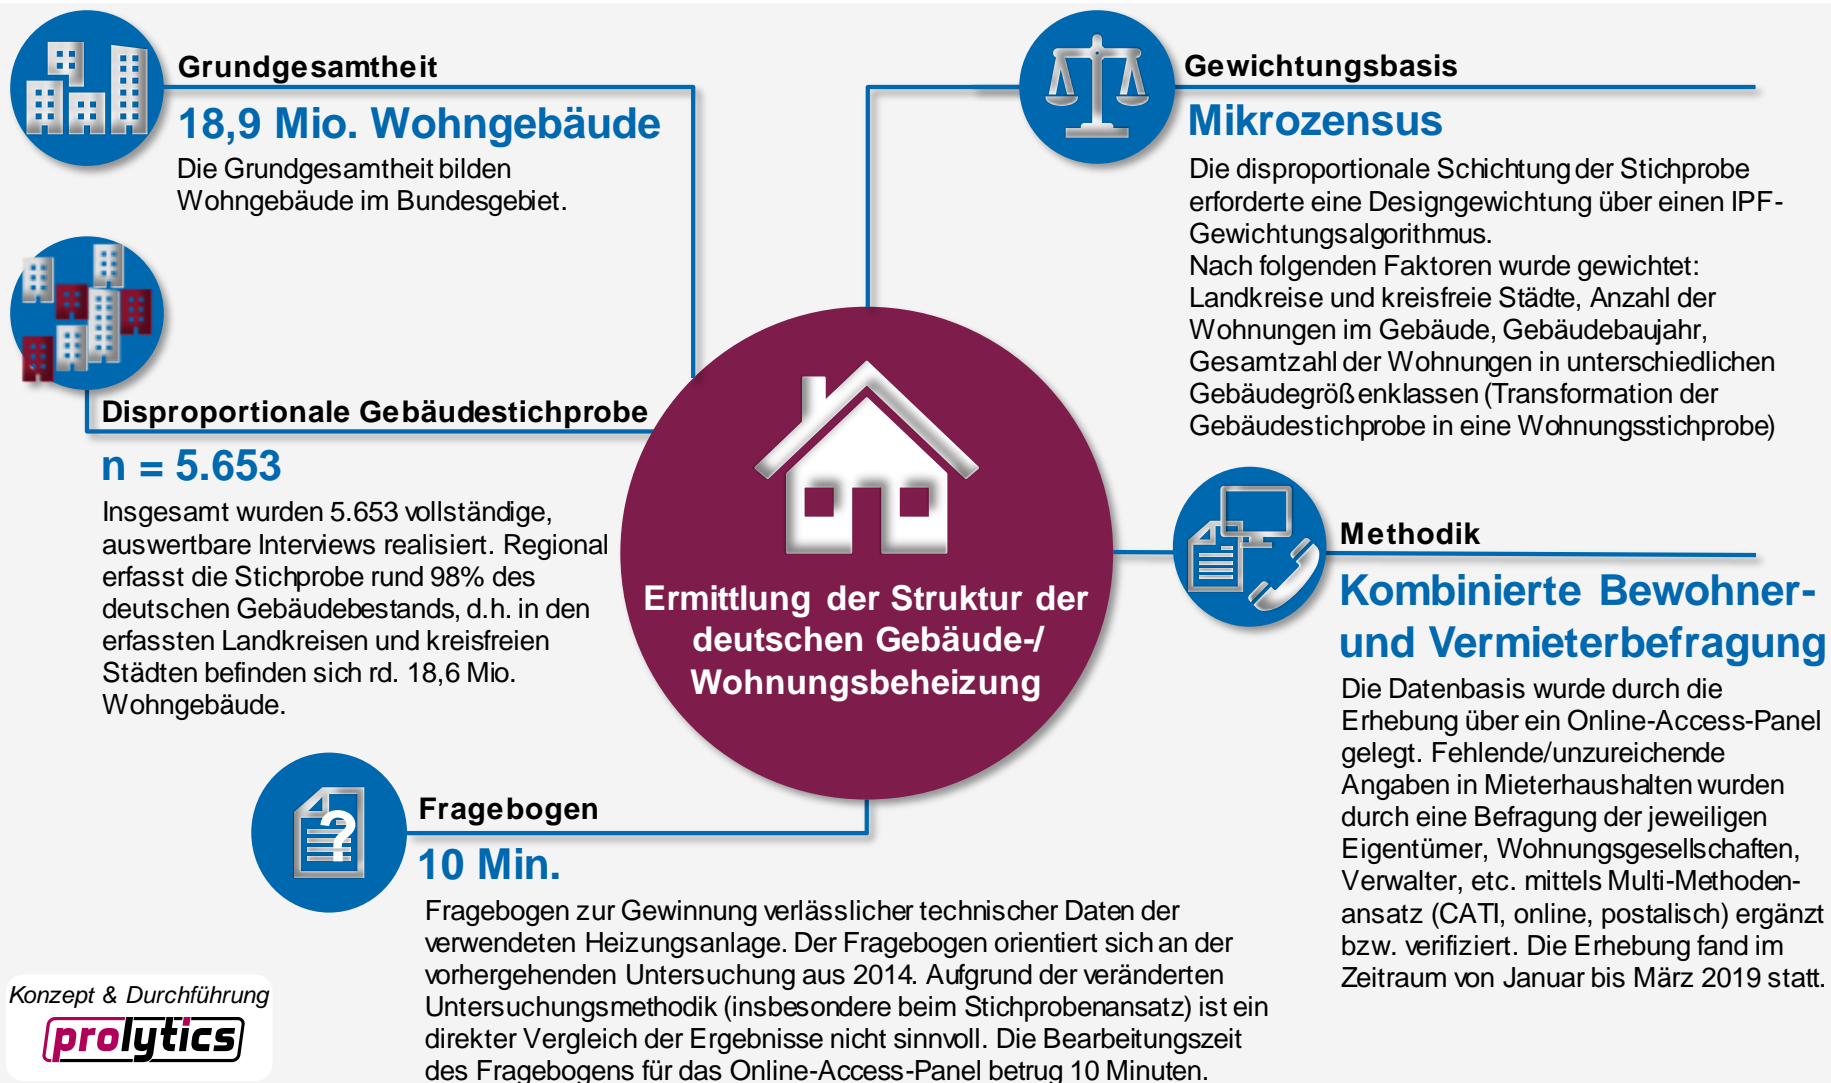 Grundgesamtheit
18,9 Mio. Wohngebäude
Die Grundgesamtheit bilden
Wohngebäude im Bundesgebiet.
Disproportionale Gebäudestichprobe
n = 5.653
Insgesamt wurden 5.653 vollständige,
auswertbare Interviews realisiert. Regional
erfasst die Stichprobe rund 98% des
deutschen Gebäudebestands, d.h. in den
erfassten Landkreisen und kreisfreien
Städten befinden sich rd. 18,6 Mio.
Wohngebäude.
Gewichtungsbasis
Mikrozensus
Die disproportionale Schichtung der Stichprobe
erforderte eine Designgewichtung über einen IPF-
Gewichtungsalgorithmus.
Nach folgenden Faktoren wurde gewichtet:
Landkreise und kreisfreie Städte, Anzahl der
Wohnungen im Gebäude, Gebäudebaujahr,
Gesamtzahl der Wohnungen in unterschiedlichen
Gebäudegrößenklassen (Transformation der
Gebäudestichprobe in eine Wohnungsstichprobe)
Ermittlung der Struktur der
deutschen Gebäude-/
Wohnungsbeheizung
Methodik
Kombinierte Bewohner-
und Vermieterbefragung
Die Datenbasis wurde durch die
Erhebung über ein Online-Access-Panel
gelegt. Fehlende/unzureichende
Angaben in Mieterhaushalten wurden
durch eine Befragung der jeweiligen
Eigentümer, Wohnungsgesellschaften,
Verwalter, etc. mittels Multi-Methoden-
ansatz (CATI, online, postalisch) ergänzt
bzw. verifiziert. Die Erhebung fand im
Zeitraum von Januar bis März 2019 statt.
?
Fragebogen
10 Min.
Fragebogen zur Gewinnung verlässlicher technischer Daten der
verwendeten Heizungsanlage. Der Fragebogen orientiert sich an der
vorhergehenden Untersuchung aus 2014. Aufgrund der veränderten
Untersuchungsmethodik (insbesondere beim Stichprobenansatz) ist ein
direkter Vergleich der Ergebnisse nicht sinnvoll. Die Bearbeitungszeit
des Fragebogens für das Online-Access-Panel betrug 10 Minuten.
Konzept & Durchführung
prolytics